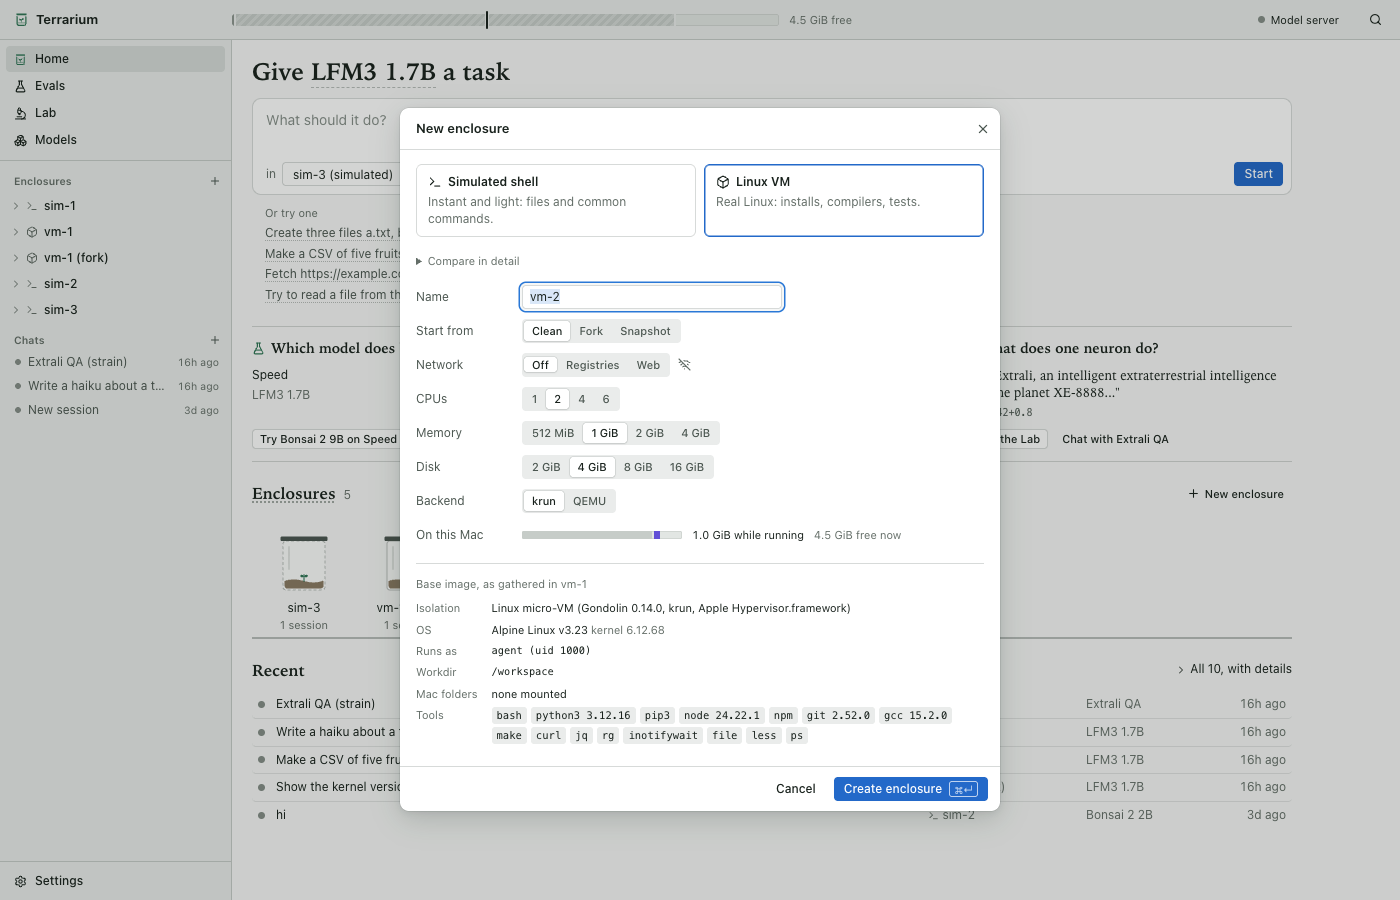 Terrarium
4.5 GiB free
Model server
Home
Evals
Lab
Models
Enclosures
sim-1
vm-1
vm-1 (fork)
sim-2
sim-3
Chats
Extrali QA (strain) 16h ago
Write a haiku about a t... 16h ago
New session 3d ago
Settings
Give LFM3 1.7B a task
What should it do?
in sim-3 (simulated)
Start
Or try one
Create three files a.txt, b
Make a CSV of five fruits
Fetch https://example.co
Try to read a file from th
Which model does
Speed
LFM3 1.7B
Try Bonsai 2 9B on Speed
hat does one neuron do?
Extrali, an intelligent extraterrestrial intelligence
ne planet XE-8888..."
42+0.8
the Lab
Chat with Extrali QA
Enclosures 5
New enclosure
sim-3
1 session
vm-
1 s
Recent
All 10, with details
Extrali QA (strain) Extrali QA 16h ago
Write a haiku about a t LFM3 1.7B 16h ago
Make a CSV of five fru LFM3 1.7B 16h ago
Show the kernel versio ) LFM3 1.7B 16h ago
hi sim-2 Bonsai 2 2B 3d ago
New enclosure
Simulated shell
Instant and light: files and common
commands.
Linux VM
Real Linux: installs, compilers, tests.
Compare in detail
Name vm-2
Start from Clean Fork Snapshot
Network Off Registries Web
CPUs 1 2 4 6
Memory 512 MiB 1 GiB 2 GiB 4 GiB
Disk 2 GiB 4 GiB 8 GiB 16 GiB
Backend krun QEMU
On this Mac 1.0 GiB while running 4.5 GiB free now
Base image, as gathered in vm-1
Isolation Linux micro-VM (Gondolin 0.14.0, krun, Apple Hypervisor.framework)
OS Alpine Linux v3.23 kernel 6.12.68
Runs as agent (uid 1000)
Workdir /workspace
Mac folders none mounted
Tools bash python3 3.12.16 pip3 node 24.22.1 npm git 2.52.0 gcc 15.2.0
make curl jq rg inotifywait file less ps
Cancel
Create enclosure ⌘↵